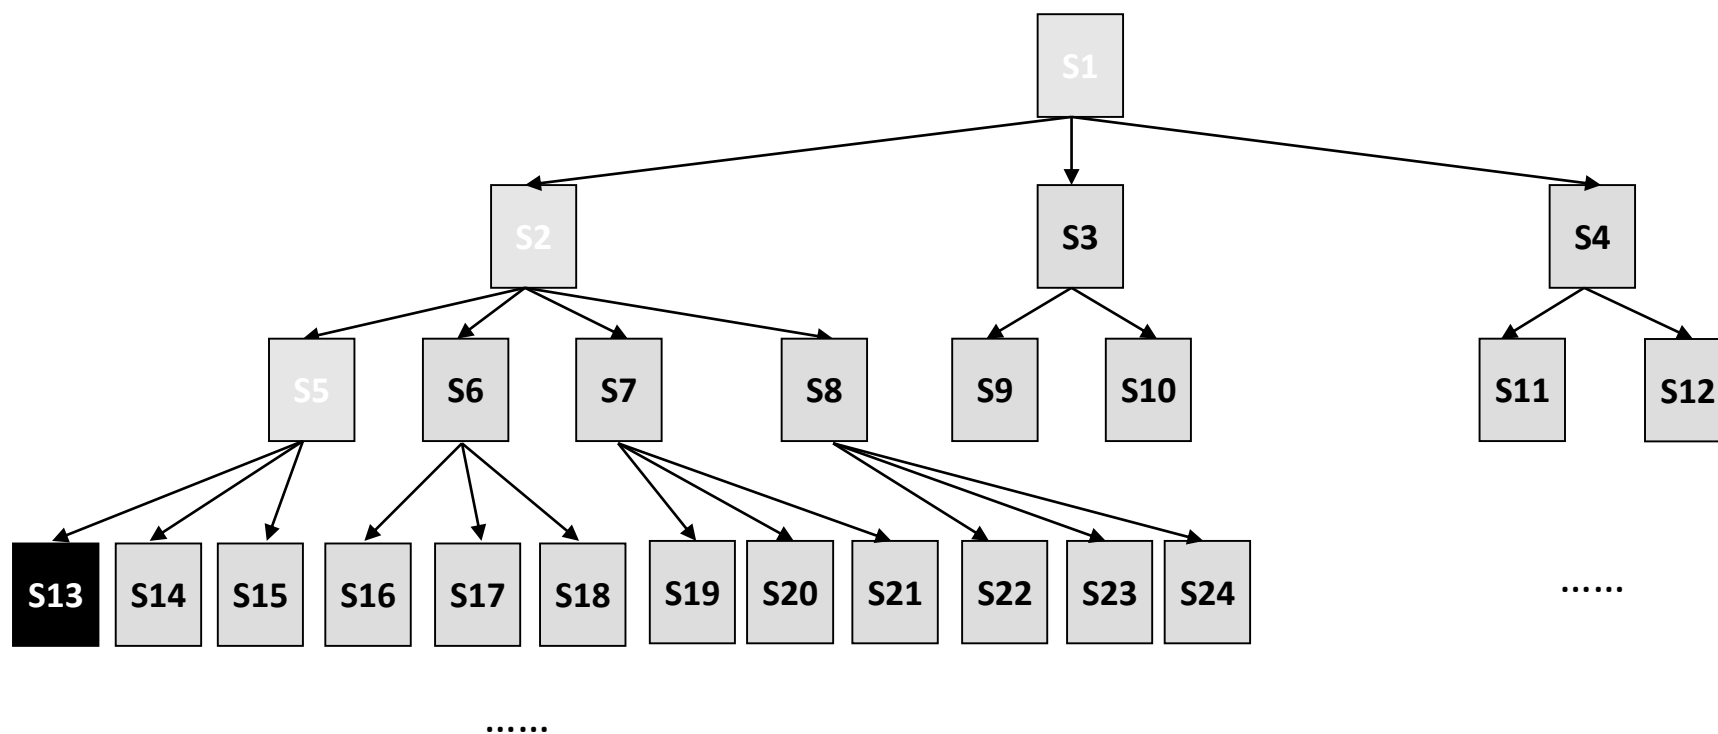 S1
S2 S3 S4
S5 S6 S7 S8 S9 S10 S11 S12
S13 S14 S15 S16 S17 S18 S19 S20 S21 S22 S23 S24 ......
......